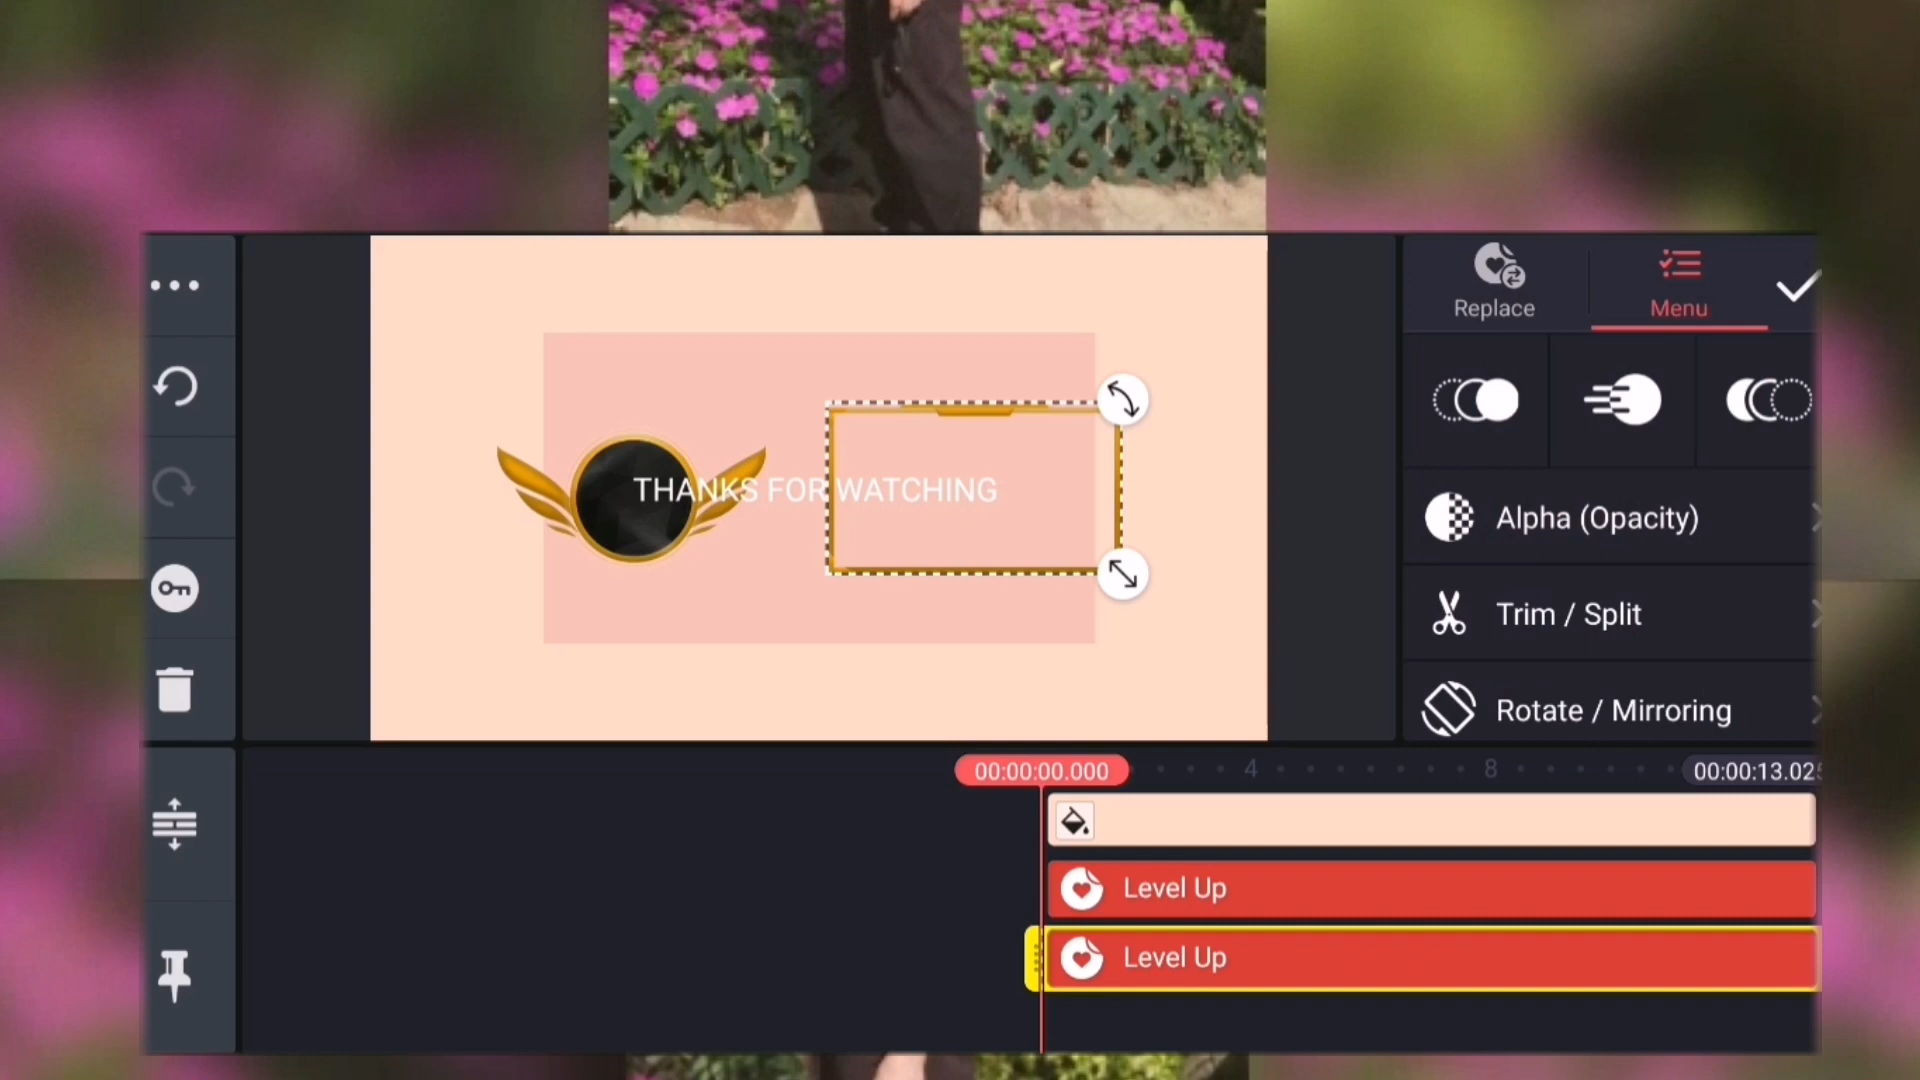 Replace
Menu
THANKS FOR WATCHING
Alpha (Opacity)
Trim / Split
Rotate / Mirroring
00:00:00.000
4
8
00:00:13.025
Level Up
Level Up